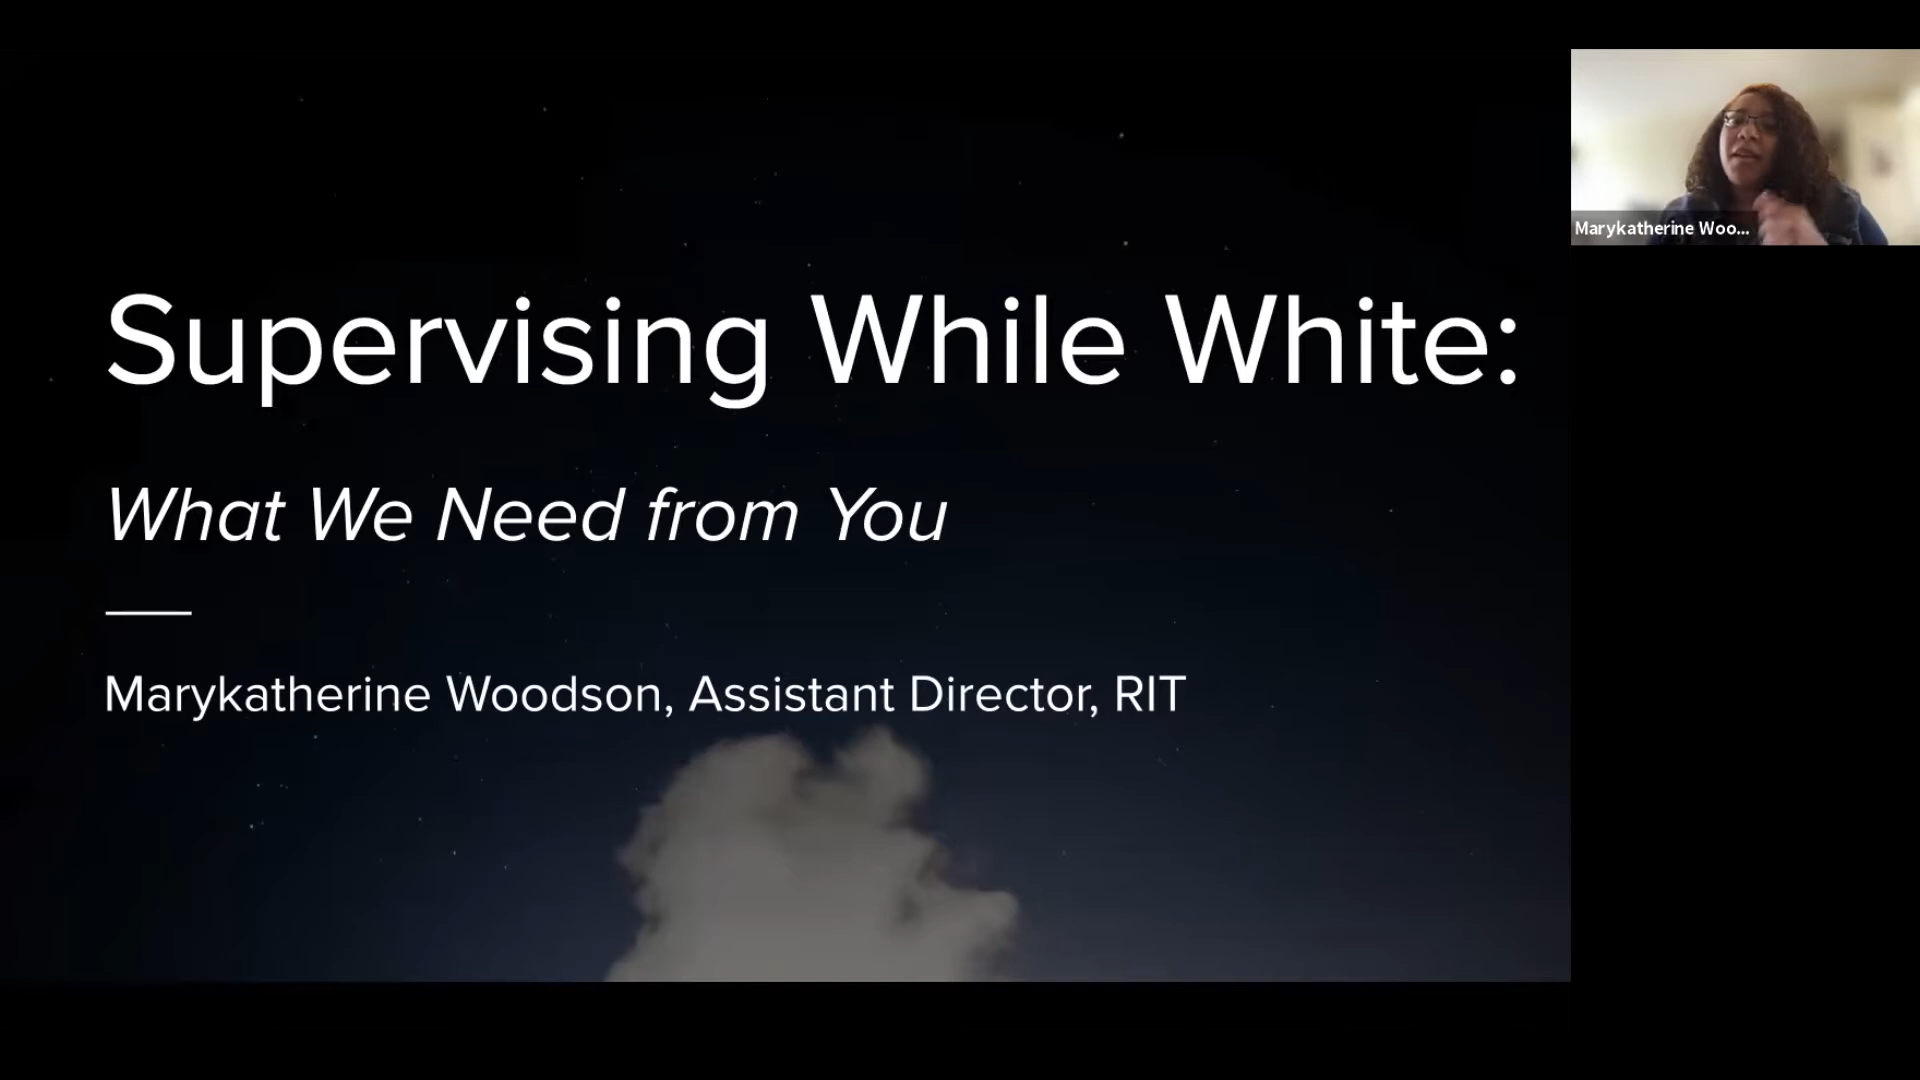 Supervising While White:
What We Need from You
Marykatherine Woodson, Assistant Director, RIT
Marykatherine Woo...